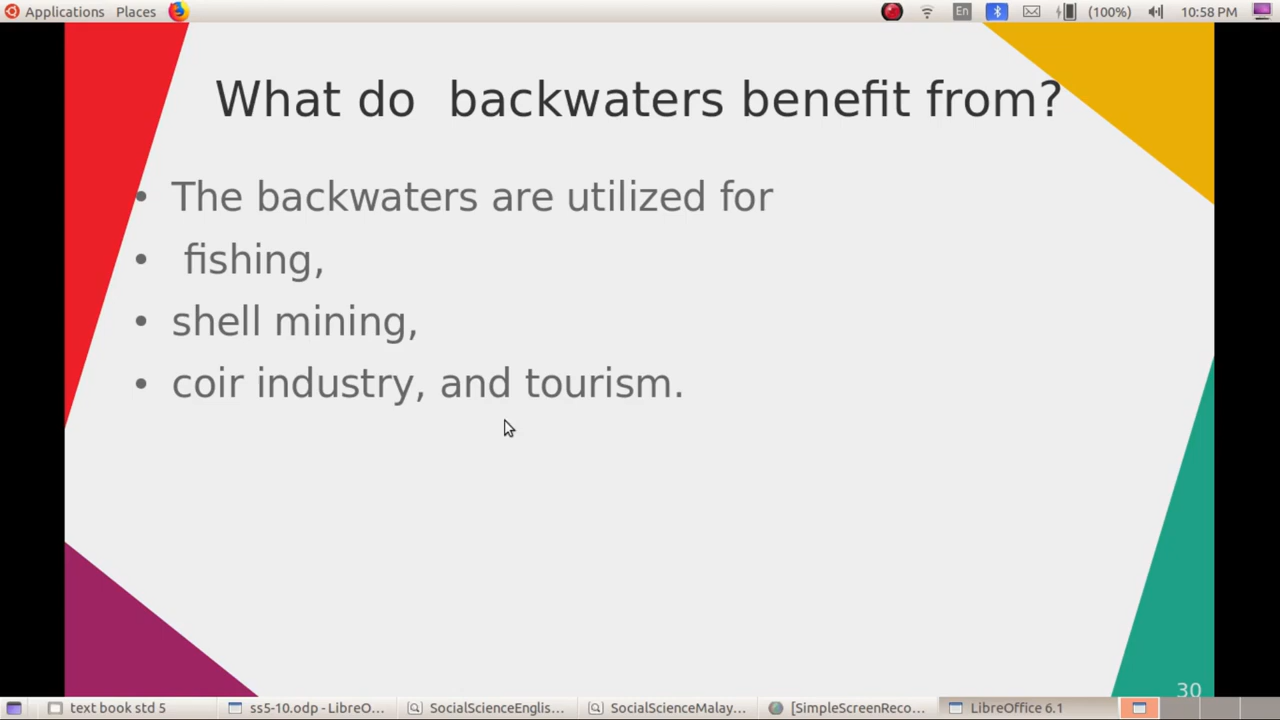 Applications Places En (100%) 10:58 PM
What do  backwaters benefit from?
• The backwaters are utilized for
• fishing,
• shell mining,
• coir industry, and tourism.
30
text book std 5 ss5-10.odp - LibreO... SocialScienceEnglis... SocialScienceMalay... [SimpleScreenReco... LibreOffice 6.1